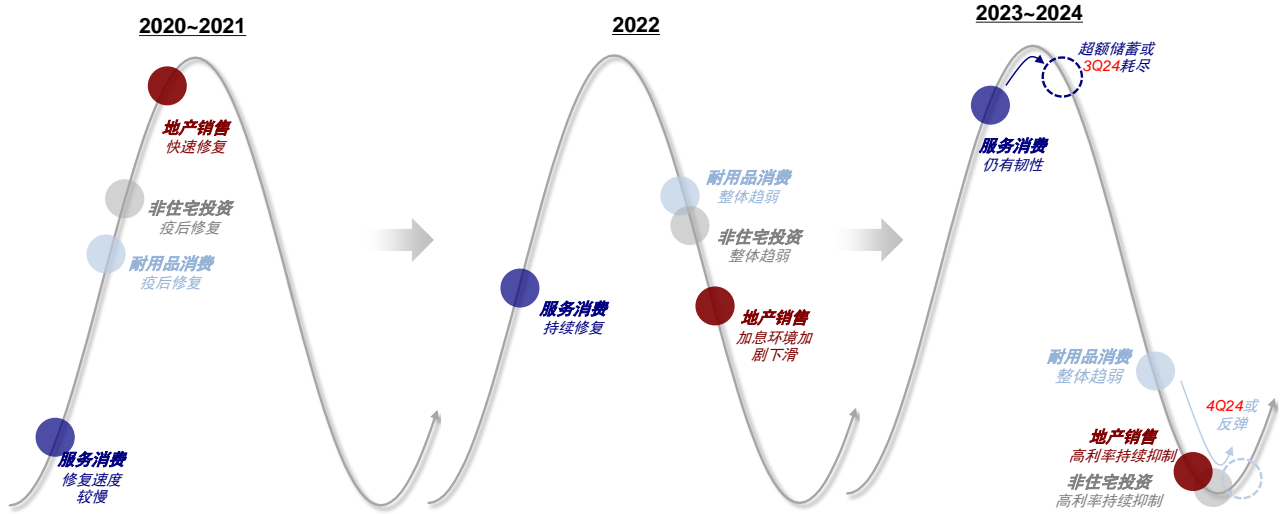 2020~2021
地产销售
快速修复
非住宅投资
疫后修复
耐用品消费
疫后修复
服务消费
修复速度
较慢
2022
耐用品消费
整体趋弱
非住宅投资
整体趋弱
服务消费
持续修复
地产销售
加息环境加
剧下滑
2023~2024
超额储蓄或
3Q24耗尽
服务消费
仍有韧性
耐用品消费
整体趋弱
4Q24或
反弹
地产销售
高利率持续抑制
非住宅投资
高利率持续抑制